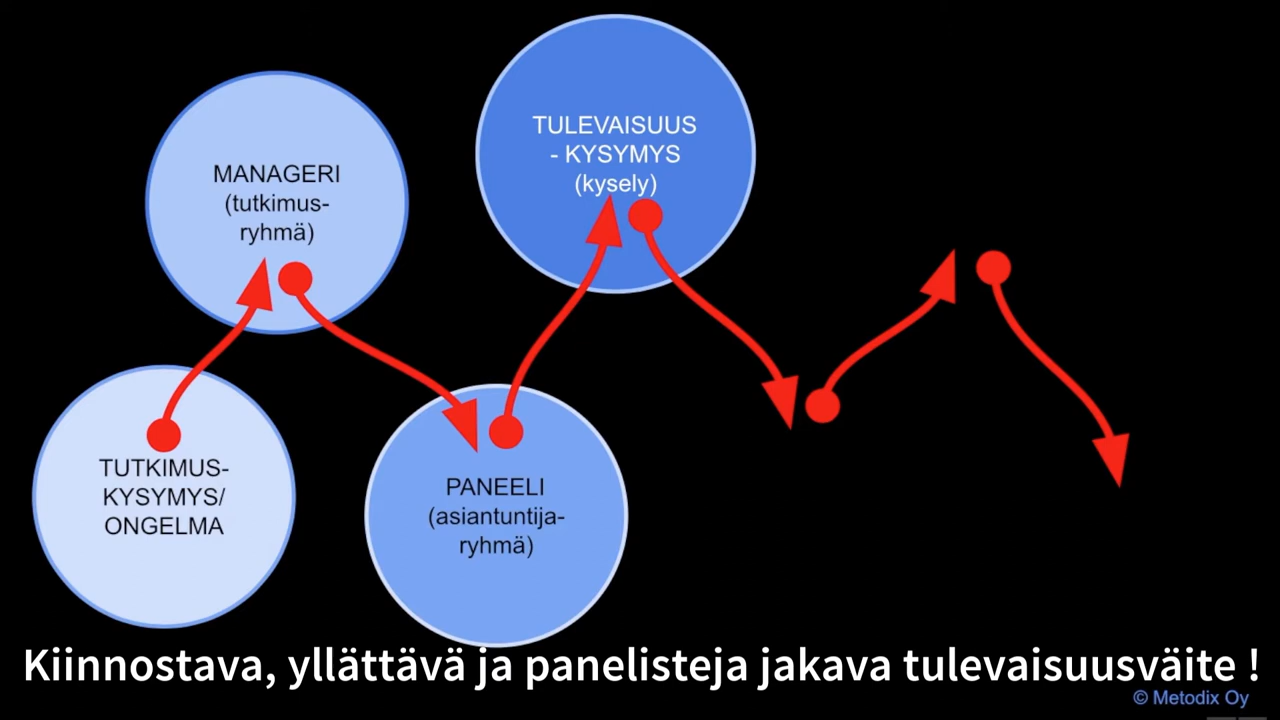 TULEVAISUUS
- KYSYMYS
(kysely)
MANAGERI
(tutkimus-
ryhmä)
TUTKIMUS-
KYSYMYS/
ONGELMA
PANEELI
(asiantuntija-
ryhmä)
Kiinnostava, yllättävä ja panelisteja jakava tulevaisuusväite !
© Metodix Oy